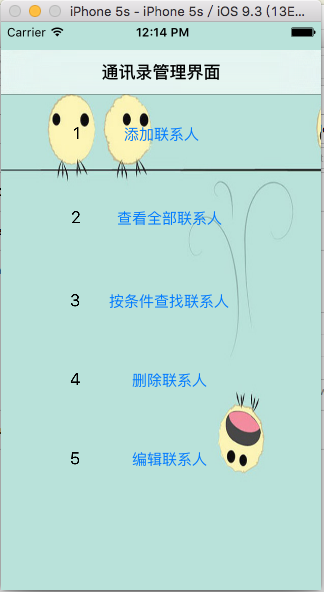 iPhone 5s - iPhone 5s / iOS 9.3 (13E...
Carrier 12:14 PM
通讯录管理界面
1 添加联系人
2 查看全部联系人
3 按条件查找联系人
4 删除联系人
5 编辑联系人